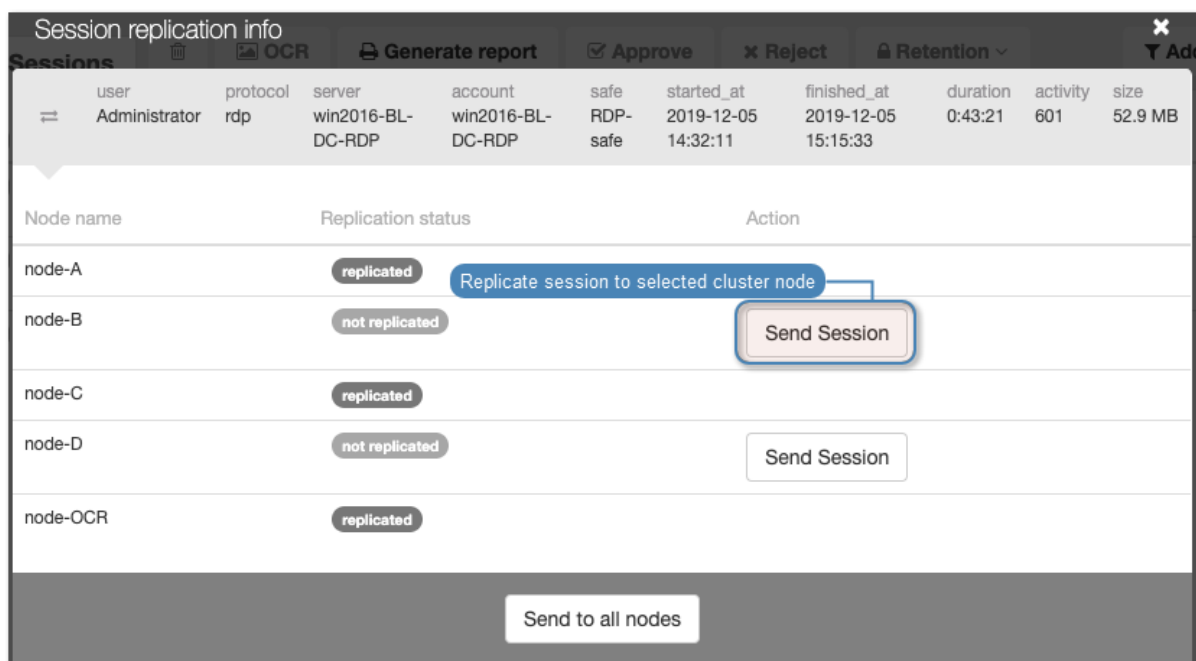 Session replication info
Sessions OCR Generate report Approve Reject Retention Ad
user protocol server account safe started_at finished_at duration activity size
Administrator rdp win2016-BL- win2016-BL- RDP- 2019-12-05 2019-12-05 0:43:21 601 52.9 MB
DC-RDP DC-RDP safe 14:32:11 15:15:33
Node name Replication status Action
node-A replicated
Replicate session to selected cluster node
node-B not replicated Send Session
node-C replicated
node-D not replicated Send Session
node-OCR replicated
Send to all nodes